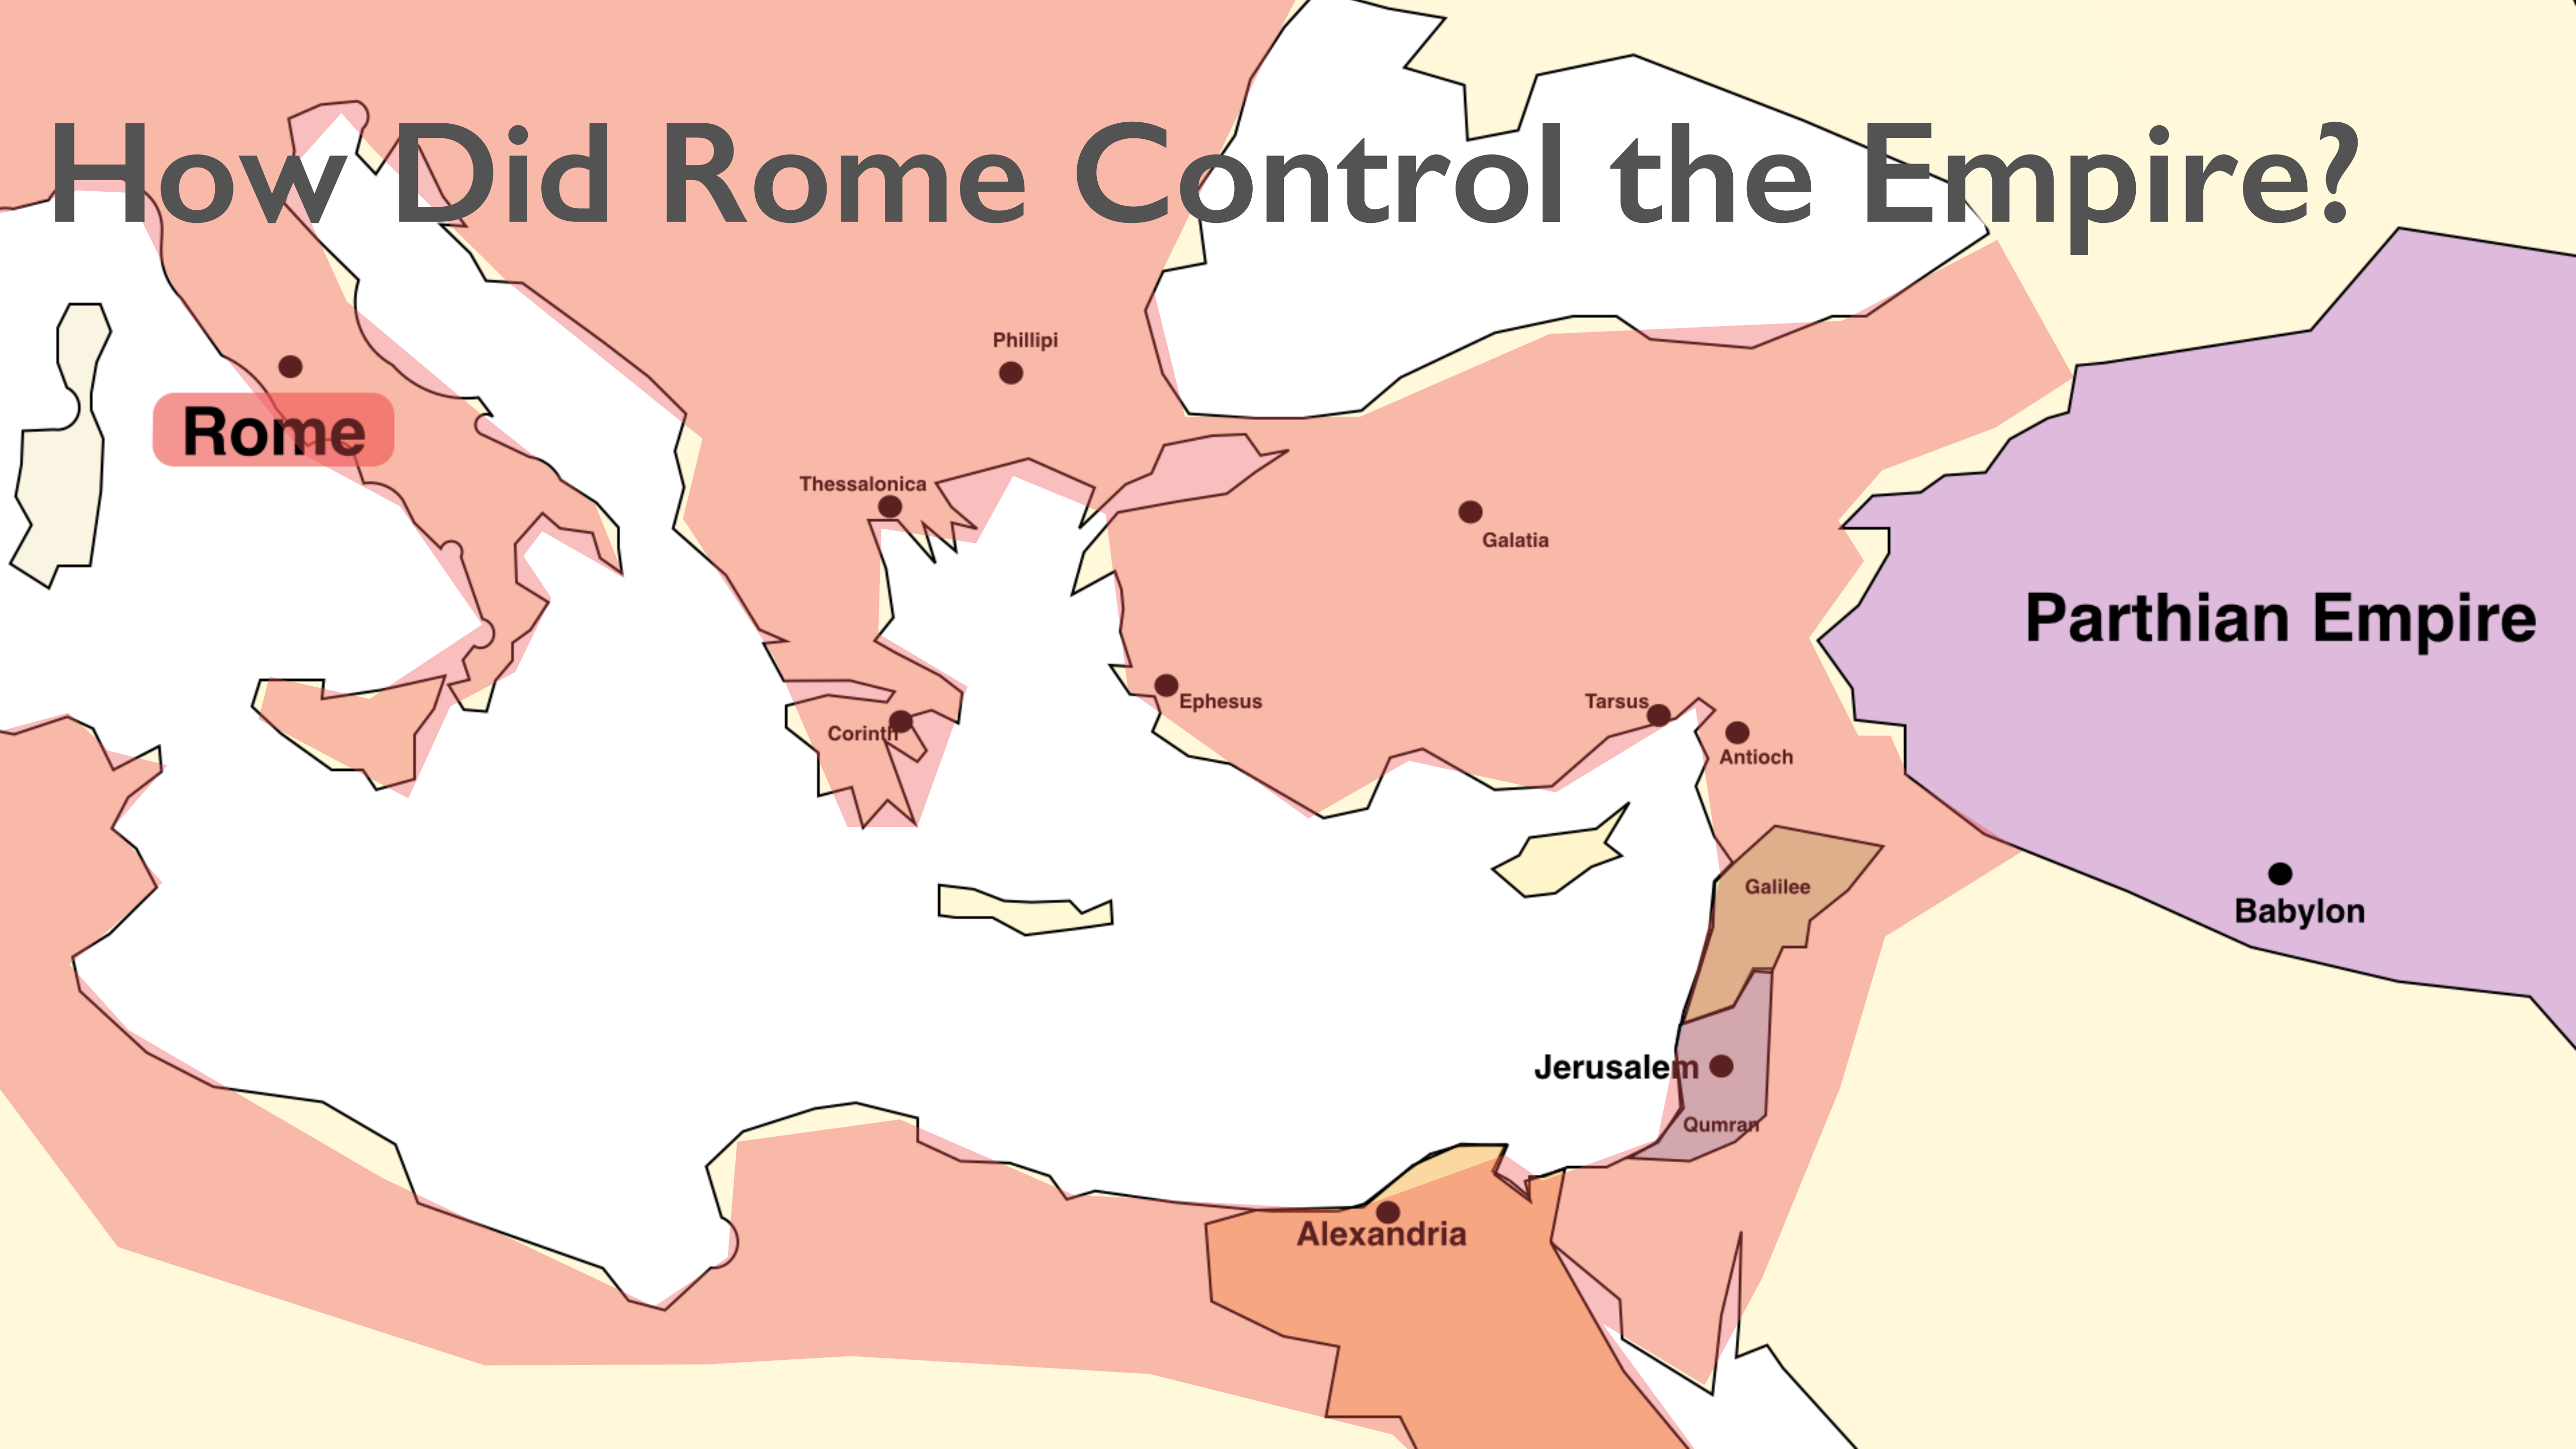 How Did Rome Control the Empire?
Phillipi
Rome
Thessalonica
Galatia
Parthian Empire
Ephesus
Tarsus
Corinth
Antioch
Galilee
Babylon
Jerusalem
Qumran
Alexandria